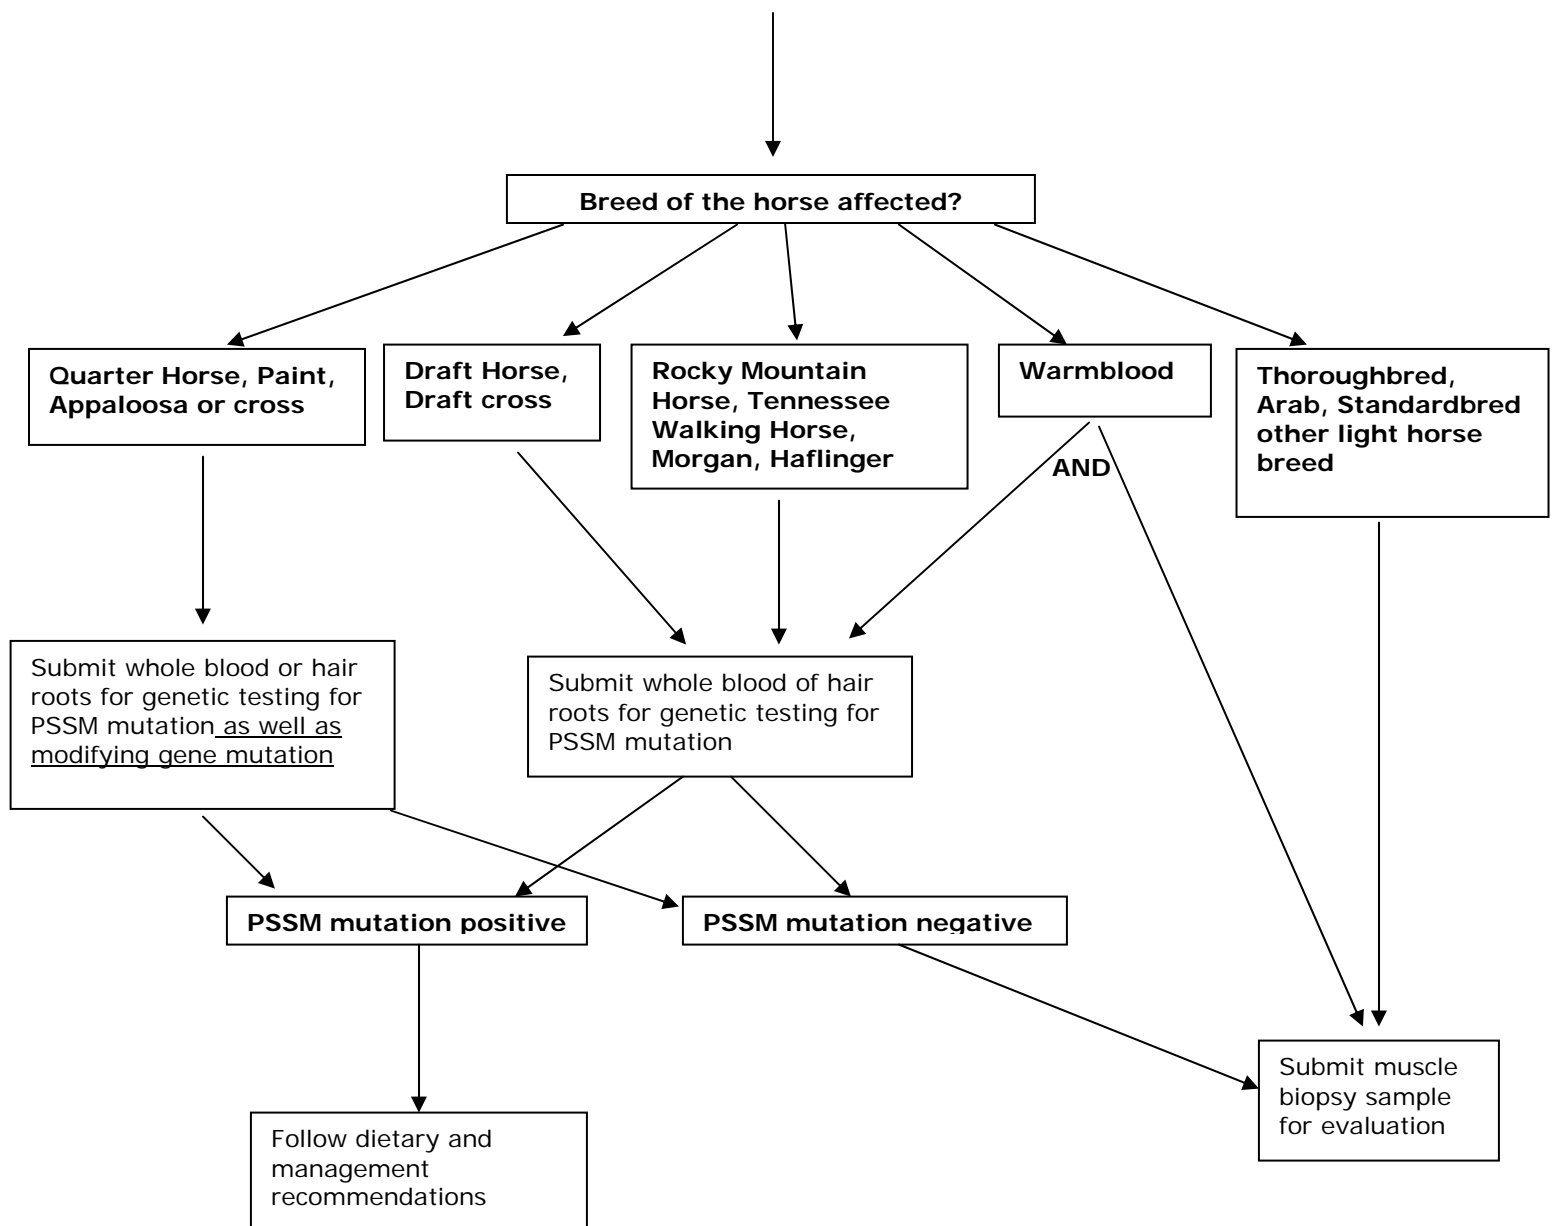 Breed of the horse affected?
Quarter Horse, Paint,
Appaloosa or cross
Draft Horse,
Draft cross
Rocky Mountain
Horse, Tennessee
Walking Horse,
Morgan, Haflinger
Warmblood
Thoroughbred,
Arab, Standardbred
other light horse
breed
AND
Submit whole blood or hair
roots for genetic testing for
PSSM mutation as well as
modifying gene mutation
Submit whole blood of hair
roots for genetic testing for
PSSM mutation
PSSM mutation positive
PSSM mutation negative
Submit muscle
biopsy sample
for evaluation
Follow dietary and
management
recommendations